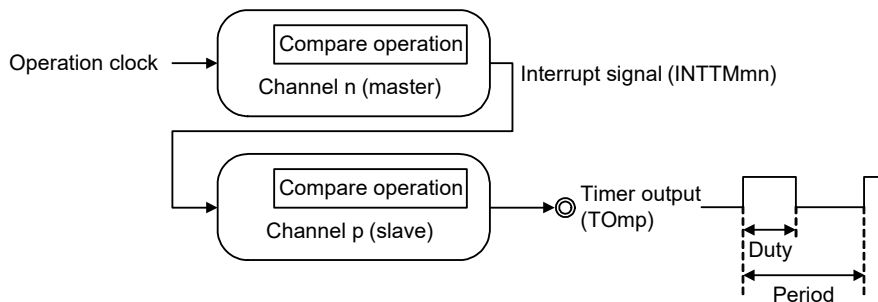 Compare operation
Operation clock
Channel n (master)
Interrupt signal (INTTMmn)
Compare operation
Channel p (slave)
Timer output
(TOmp)
Duty
Period